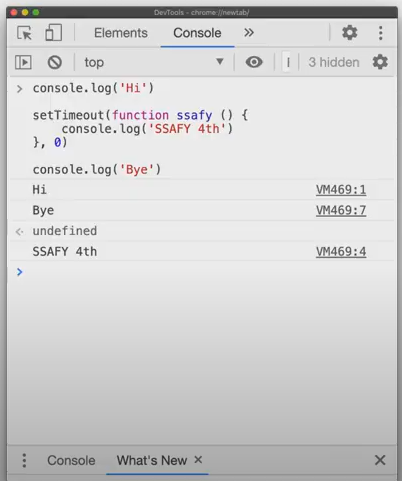 DevTools - chrome://newtab/
Elements Console »
top ▼ 3 hidden
> console.log('Hi')
setTimeout(function ssafy () {
console.log('SSAFY 4th')
}, 0)
console.log('Bye')
Hi VM469:1
Bye VM469:7
undefined
SSAFY 4th VM469:4
>
Console What's New ×